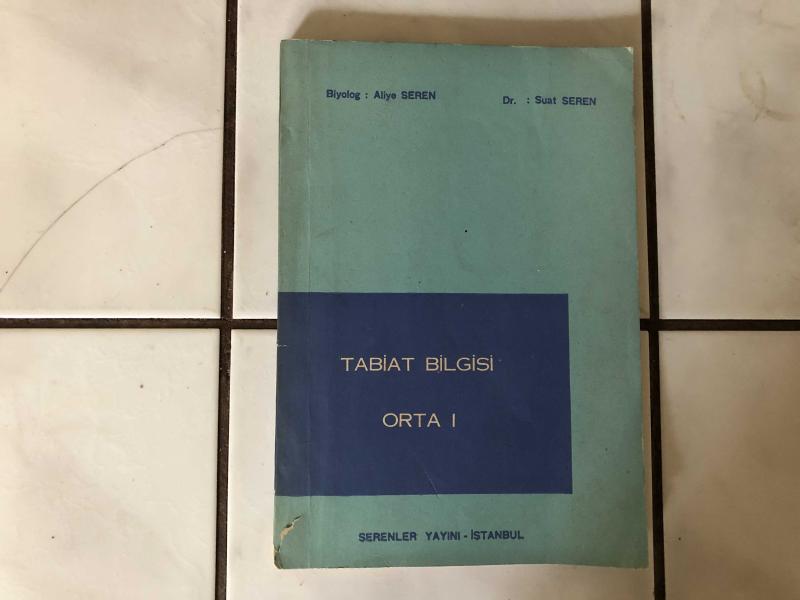 Biyolog : Aliye SEREN Dr. : Suat SEREN
TABİAT BİLGİSİ
ORTA I
SERENLER YAYINI - İSTANBUL